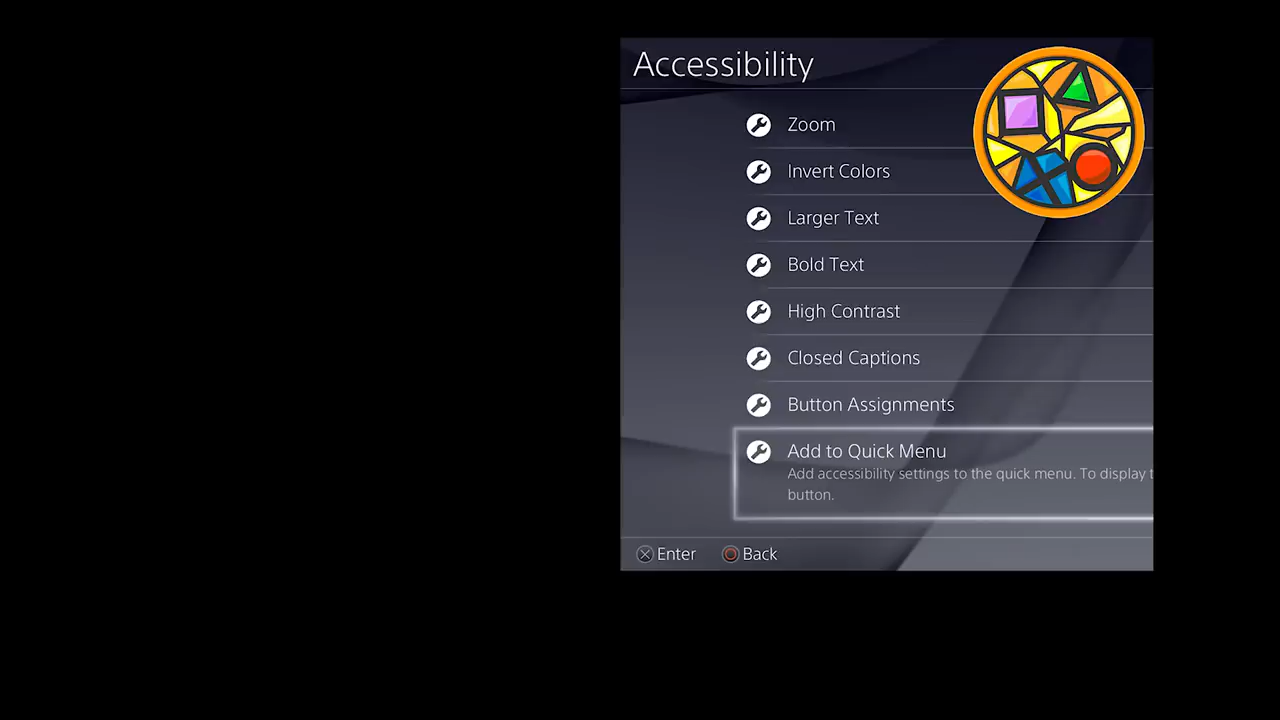 Accessibility
Zoom
Invert Colors
Larger Text
Bold Text
High Contrast
Closed Captions
Button Assignments
Add to Quick Menu
Add accessibility settings to the quick menu. To display
button.
Enter
Back